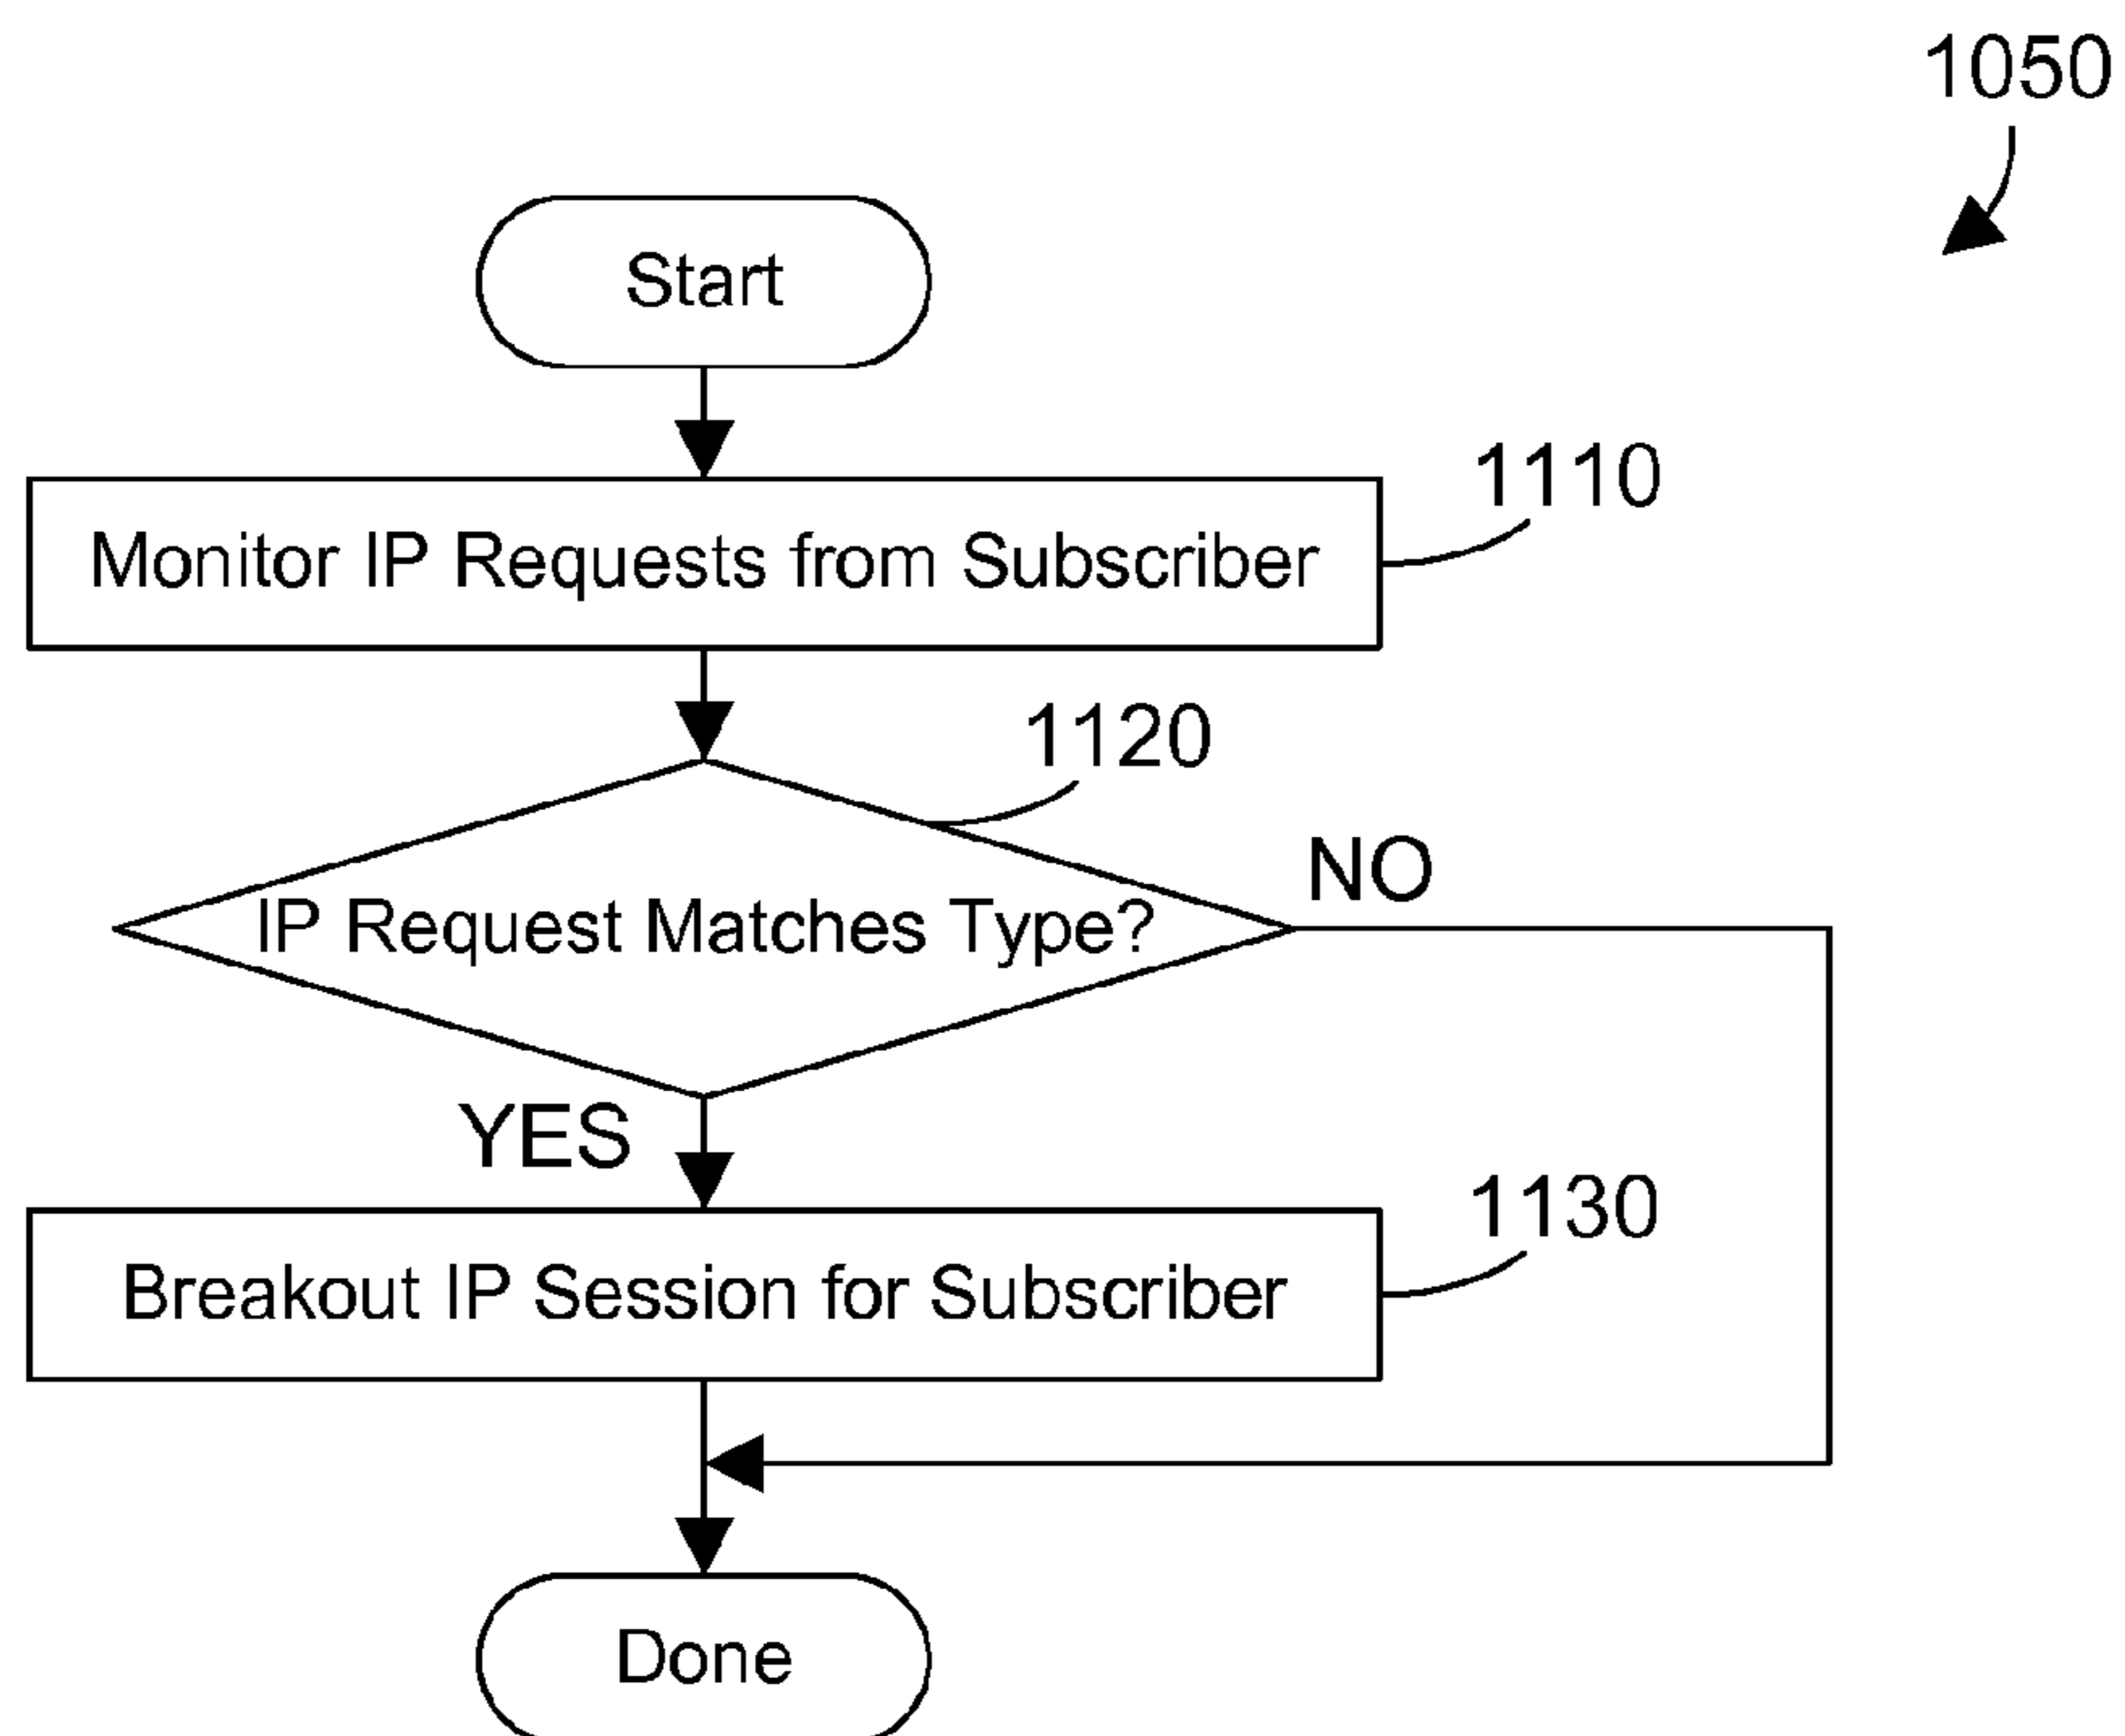 1050
Start
1110
Monitor IP Requests from Subscriber
1120
NO
IP Request Matches Type?
YES
1130
Breakout IP Session for Subscriber
Done